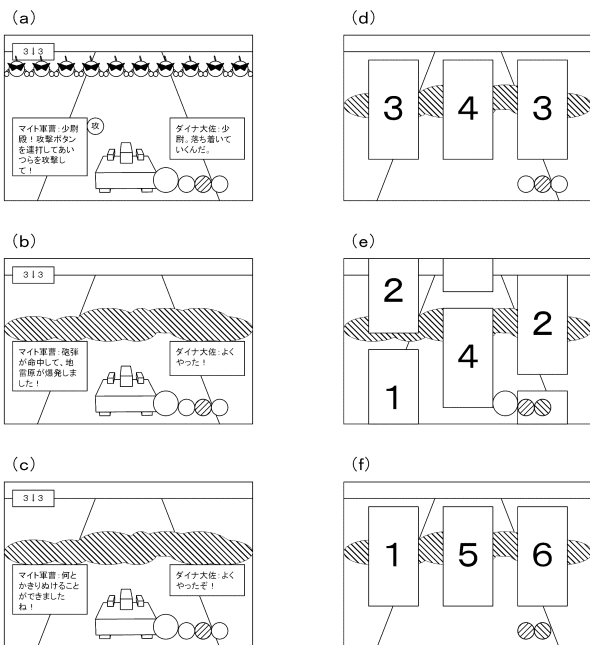 (a)
3↓3
マイト軍曹：少尉
殿！攻撃ボタン
を連打してあい
つらを攻撃し
て！
攻
ダイナ大佐：少
尉。落ち着いて
いくんだ。
(b)
3↓3
マイト軍曹：砲弾
が命中して、地
雷原が爆発しま
した！
ダイナ大佐：よく
やった！
(c)
3↓3
マイト軍曹：何と
かきりぬけること
ができました
ね！
ダイナ大佐：よく
やったぞ！
(d)
3 4 3
(e)
2
4
2
1
(f)
1 5 6